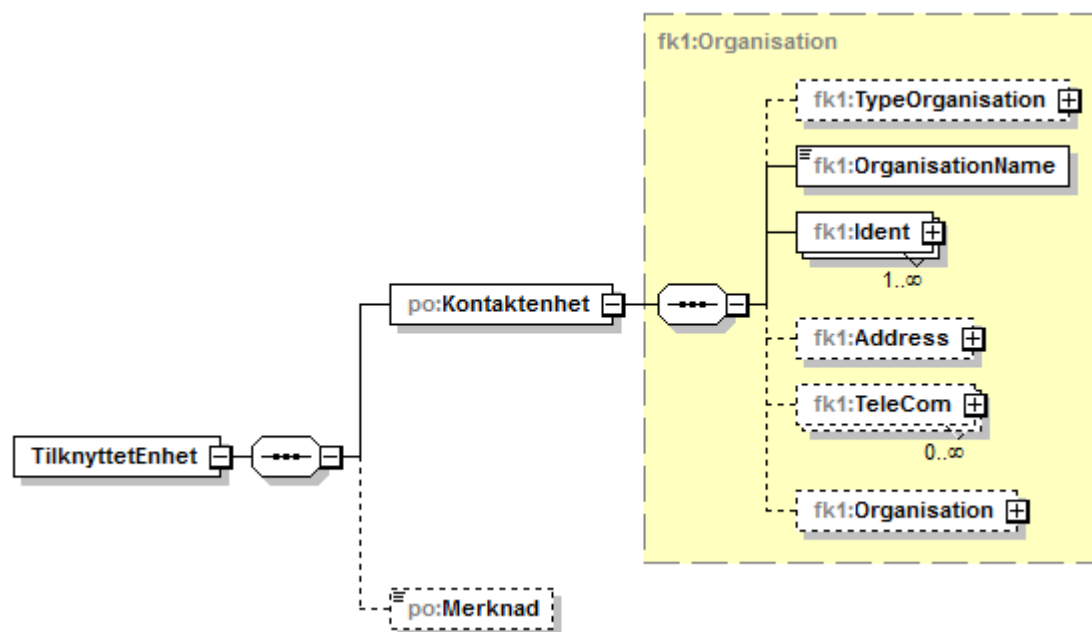 fk1:Organisation
fk1:TypeOrganisation
fk1:OrganisationName
fk1:Ident
1..∞
po:Kontaktenhet
fk1:Address
fk1:TeleCom
0..∞
TilknyttetEnhet
fk1:Organisation
po:Merknad